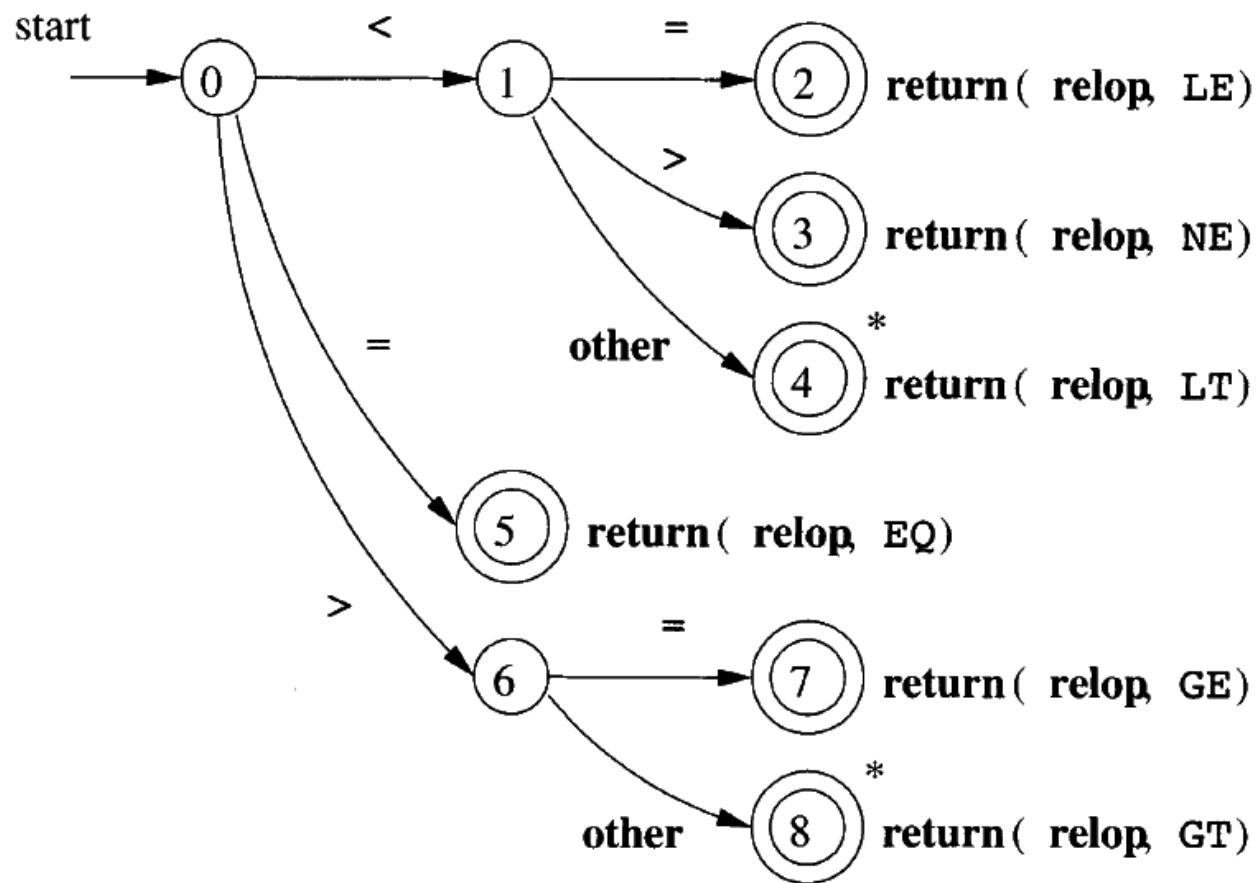 start
<
=
0
1
2
return( relop, LE)
>
3
return( relop, NE)
*
other
4
return( relop, LT)
=
5
return( relop, EQ)
>
=
6
7
return( relop, GE)
*
other
8
return( relop, GT)